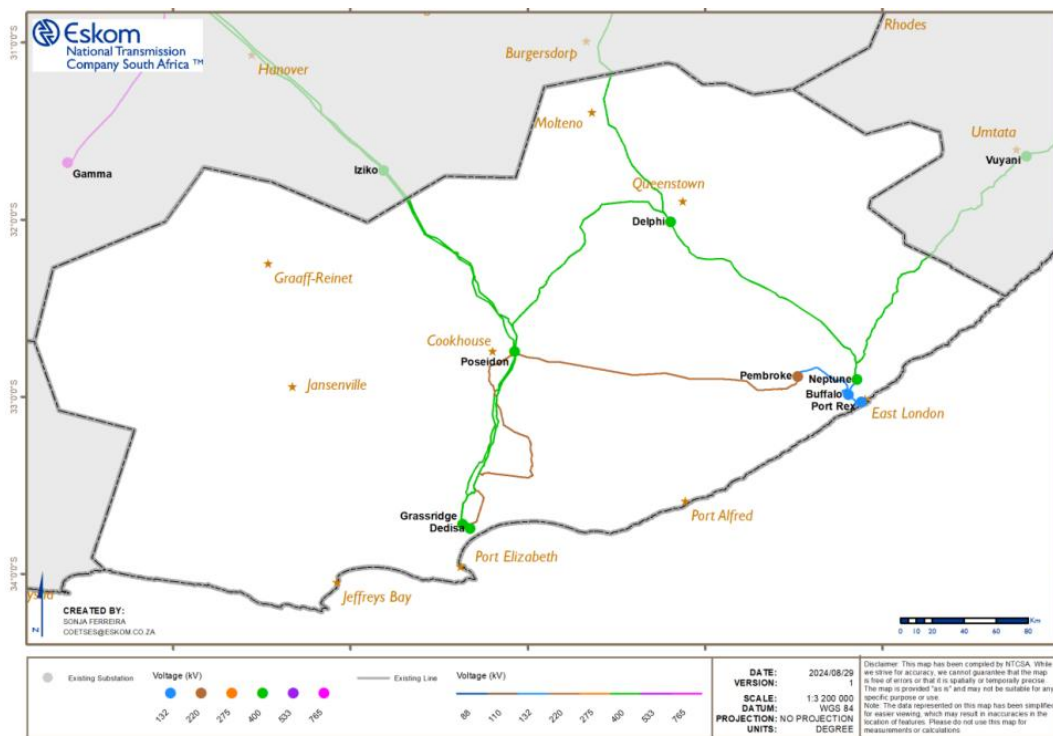 Eskom
National Transmission
Company South Africa ™
Rhodes
Burgersdorp
Hanover
Molteno
Umtata
Vuyani
Gamma
Iziko
Queenstown
Delphi
Graaff-Reinet
Cookhouse
Poseidon
Jansenville
Pembroke
Neptune
Buffalo
Port Rex
East London
Grassridge
Dedisa
Port Alfred
Port Elizabeth
Jeffreys Bay
31°0'0"S
32°0'0"S
33°0'0"S
34°0'0"S
N
CREATED BY:
SONJA FERREIRA
COETSES@ESKOM.CO.ZA
Km
0 5 10 20 40 60 80
Existing Substation
Voltage (kV)
132 220 275 400 533 765
Existing Line
Voltage (kV)
88 110 132 220 275 400 533 765
DATE: 2024/08/29
VERSION: 1
SCALE: 1:3 200 000
DATUM: WGS 84
PROJECTION: NO PROJECTION
UNITS: DEGREE
Disclaimer: This map has been compiled by NTCSA. While
we strive for accuracy, we cannot guarantee that the map
is free of errors or that it is spatially or temporally precise.
The map is provided "as is" and may not be suitable for any
specific purpose or use.
Note: The data represented on this map has been simplified
for easier viewing, which may result in inaccuracies in the
location of features. Please do not use this map for
measurements or calculations.